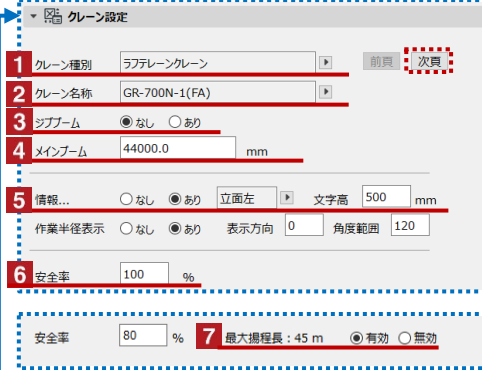 クレーン設定
1 クレーン種別 ラフテレーンクレーン 前頁 次頁
2 クレーン名称 GR-700N-1(FA)
3 ジブブーム なし あり
4 メインブーム 44000.0 mm
5 情報... なし あり 立面左 文字高 500 mm
作業半径表示 なし あり 表示方向 0 角度範囲 120
6 安全率 100 %
安全率 80 % 7 最大揚程長：45 m 有効 無効